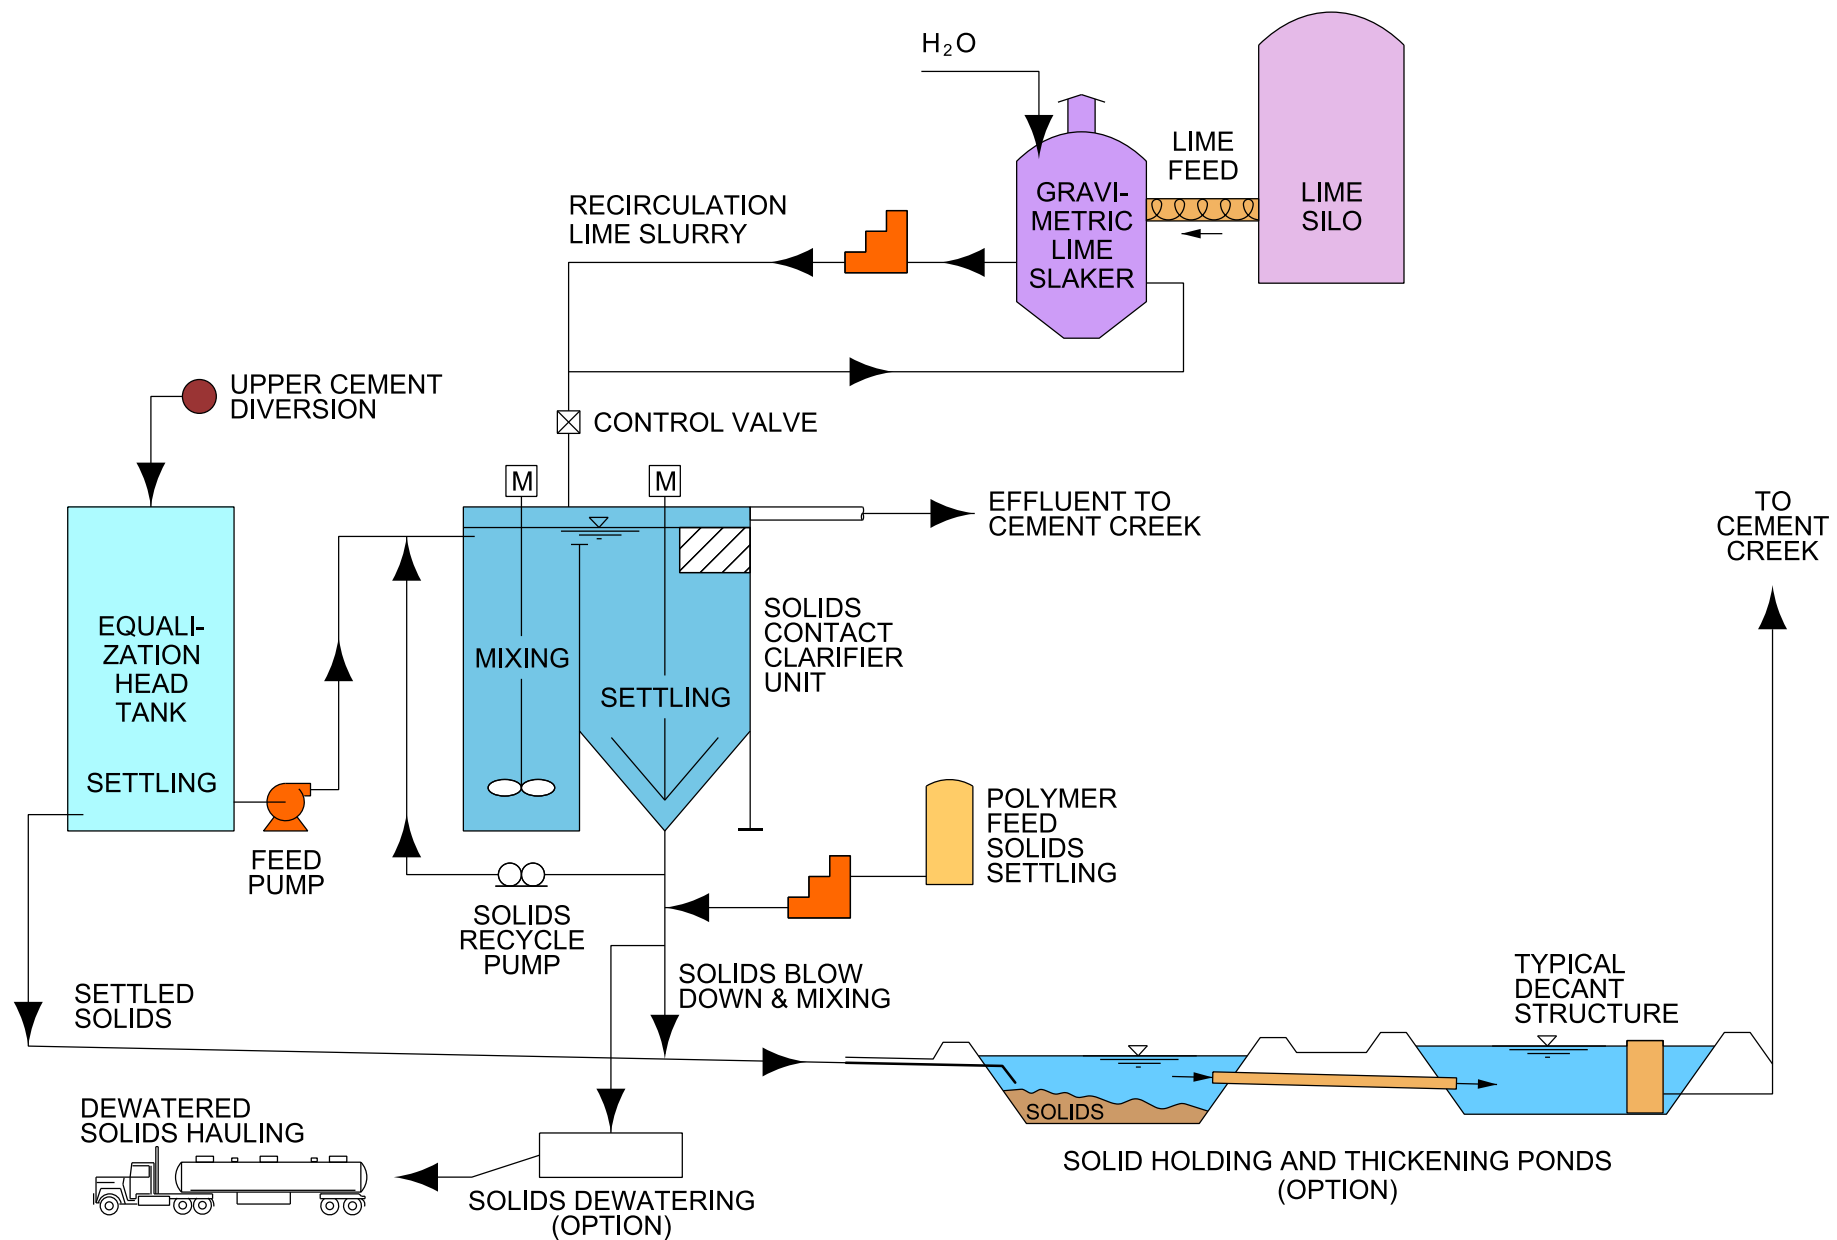 H₂O
LIME
FEED
GRAVI-
METRIC
LIME
SLAKER
LIME
SILO
RECIRCULATION
LIME SLURRY
UPPER CEMENT
DIVERSION
CONTROL VALVE
M
M
EFFLUENT TO
CEMENT CREEK
TO
CEMENT
CREEK
EQUALI-
ZATION
HEAD
TANK
SETTLING
MIXING
SETTLING
SOLIDS
CONTACT
CLARIFIER
UNIT
FEED
PUMP
POLYMER
FEED
SOLIDS
SETTLING
SOLIDS
RECYCLE
PUMP
SOLIDS BLOW
DOWN & MIXING
SETTLED
SOLIDS
TYPICAL
DECANT
STRUCTURE
SOLIDS
DEWATERED
SOLIDS HAULING
SOLIDS DEWATERING
(OPTION)
SOLID HOLDING AND THICKENING PONDS
(OPTION)